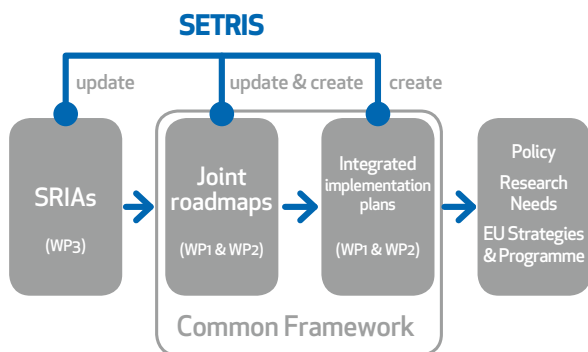 SETRIS
update
update & create
create
SRIAs
(WP3)
Joint
roadmaps
(WP1 & WP2)
Integrated
implementation
plans
(WP1 & WP2)
Policy
Research
Needs
EU Strategies
& Programme
Common Framework